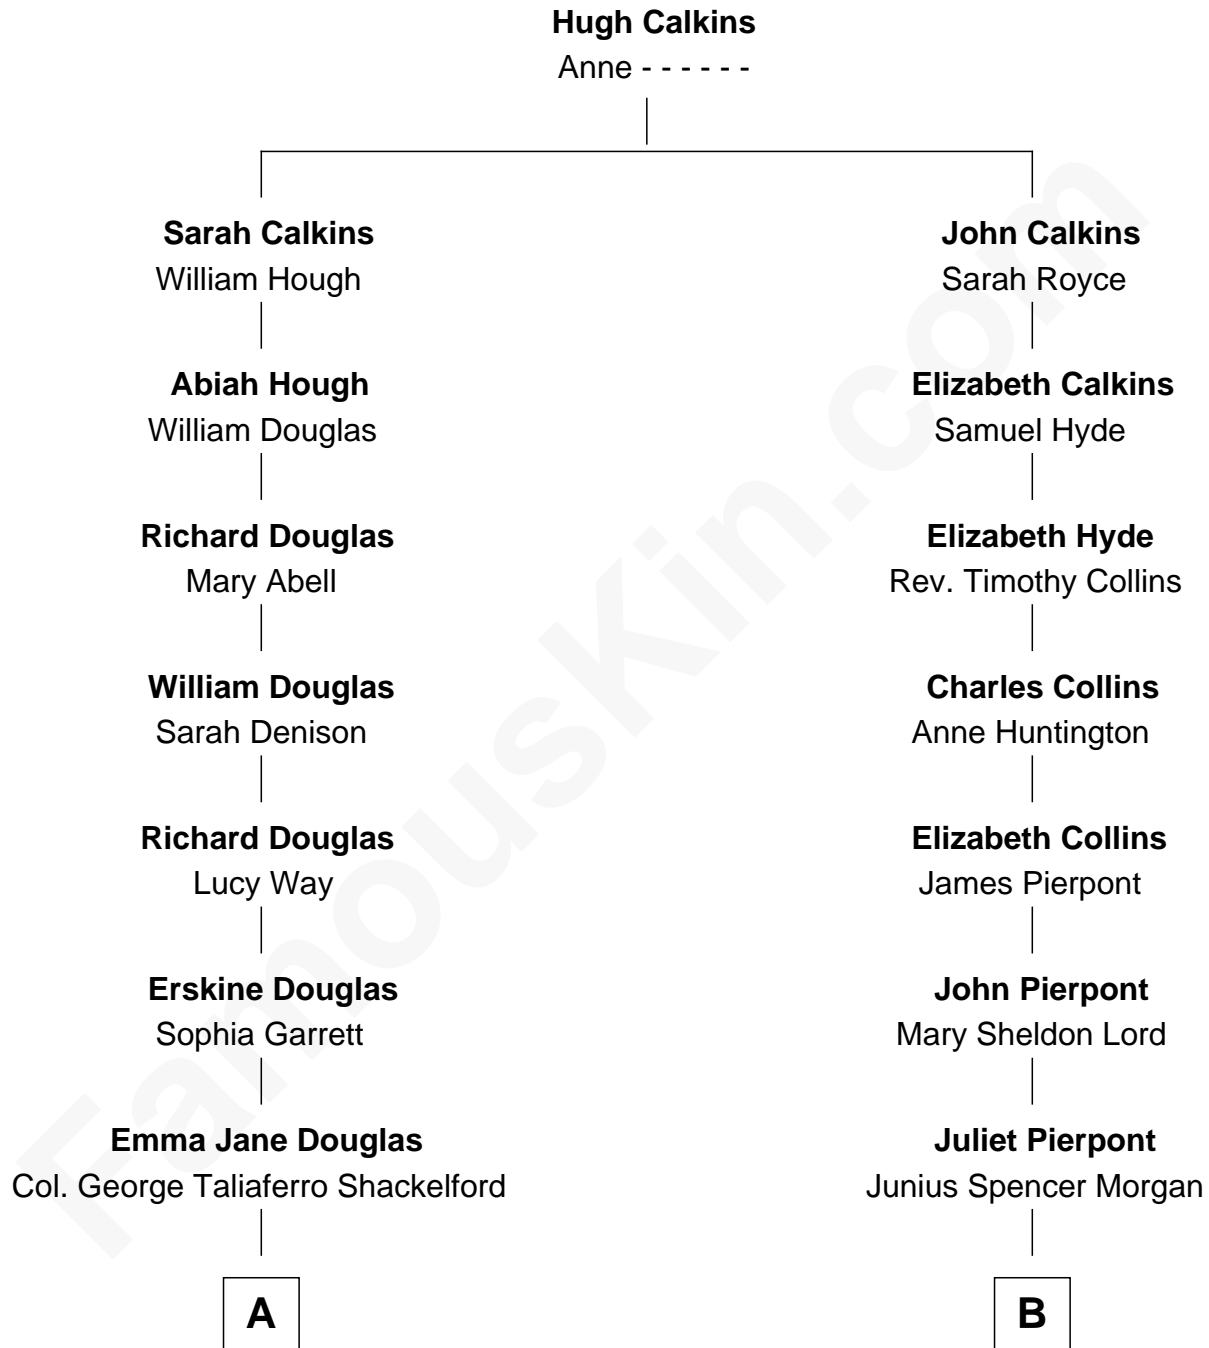 Hugh Calkins
Anne - - - - - -
Sarah Calkins
William Hough
John Calkins
Sarah Royce
Abiah Hough
William Douglas
Elizabeth Calkins
Samuel Hyde
Richard Douglas
Mary Abell
Elizabeth Hyde
Rev. Timothy Collins
William Douglas
Sarah Denison
Charles Collins
Anne Huntington
Richard Douglas
Lucy Way
Elizabeth Collins
James Pierpont
Erskine Douglas
Sophia Garrett
John Pierpont
Mary Sheldon Lord
Emma Jane Douglas
Col. George Taliaferro Shackelford
Juliet Pierpont
Junius Spencer Morgan
A
B
FamousKin.com